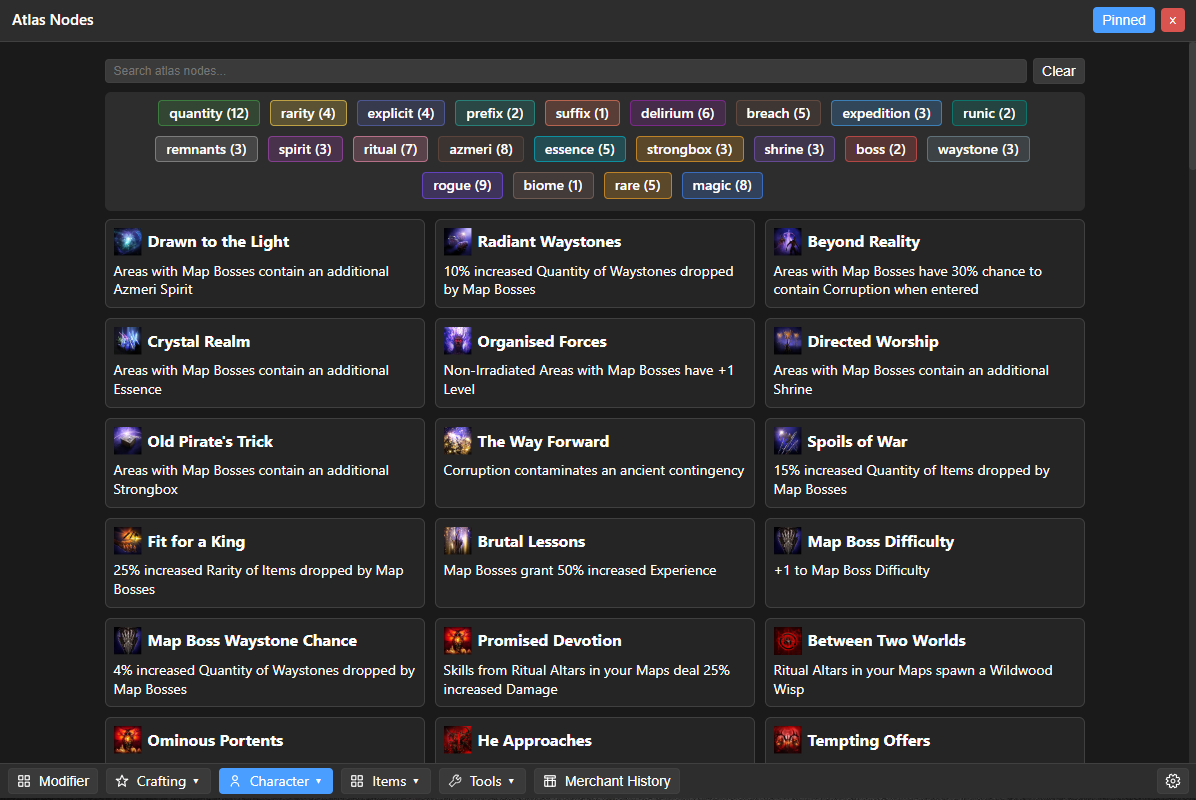 Atlas Nodes
Pinned x
Search atlas nodes...
Clear
quantity (12) rarity (4) explicit (4) prefix (2) suffix (1) delirium (6) breach (5) expedition (3) runic (2)
remnants (3) spirit (3) ritual (7) azmeri (8) essence (5) strongbox (3) shrine (3) boss (2) waystone (3)
rogue (9) biome (1) rare (5) magic (8)
Drawn to the Light
Areas with Map Bosses contain an additional
Azmeri Spirit
Radiant Waystones
10% increased Quantity of Waystones dropped
by Map Bosses
Beyond Reality
Areas with Map Bosses have 30% chance to
contain Corruption when entered
Crystal Realm
Areas with Map Bosses contain an additional
Essence
Organised Forces
Non-Irradiated Areas with Map Bosses have +1
Level
Directed Worship
Areas with Map Bosses contain an additional
Shrine
Old Pirate's Trick
Areas with Map Bosses contain an additional
Strongbox
The Way Forward
Corruption contaminates an ancient contingency
Spoils of War
15% increased Quantity of Items dropped by
Map Bosses
Fit for a King
25% increased Rarity of Items dropped by Map
Bosses
Brutal Lessons
Map Bosses grant 50% increased Experience
Map Boss Difficulty
+1 to Map Boss Difficulty
Map Boss Waystone Chance
4% increased Quantity of Waystones dropped by
Map Bosses
Promised Devotion
Skills from Ritual Altars in your Maps deal 25%
increased Damage
Between Two Worlds
Ritual Altars in your Maps spawn a Wildwood
Wisp
Ominous Portents
He Approaches
Tempting Offers
Modifier Crafting Character Items Tools Merchant History